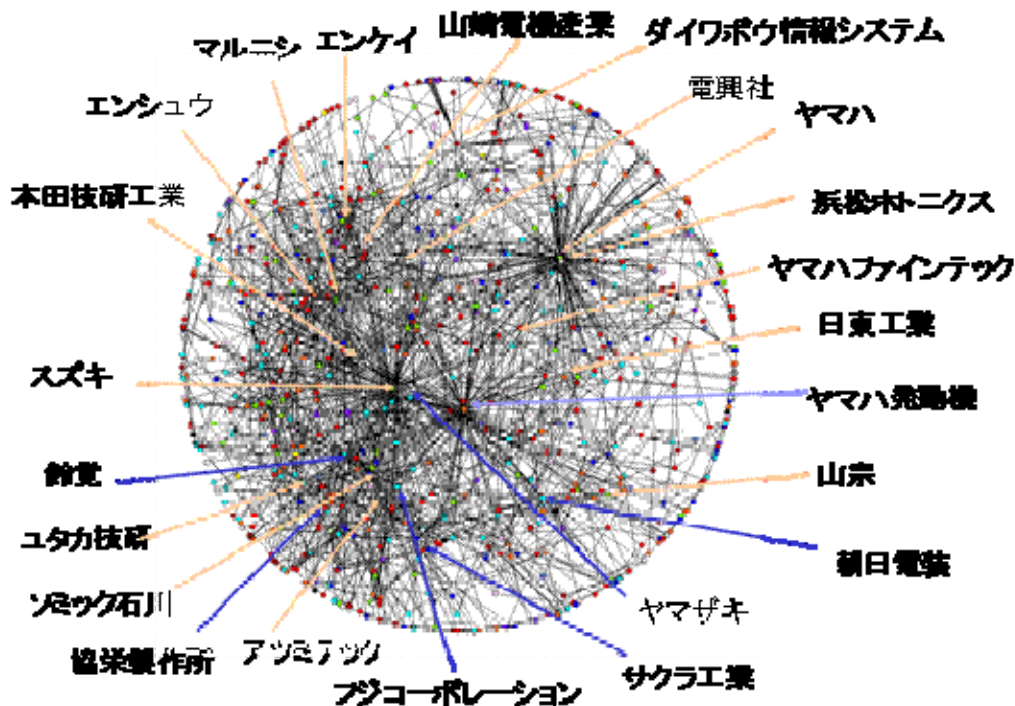 山崎電機産業
ダイワボウ情報システム
マルニシ
エンケイ
電興社
エンシュウ
ヤマハ
本田技研工業
浜松ホトニクス
ヤマハファインテック
日東工業
スズキ
ヤマハ発動機
鈴覚
山宗
ユタカ技研
朝日電装
ソミック石川
ヤマザキ
協栄製作所
アツミテック
サクラ工業
フジコーポレーション